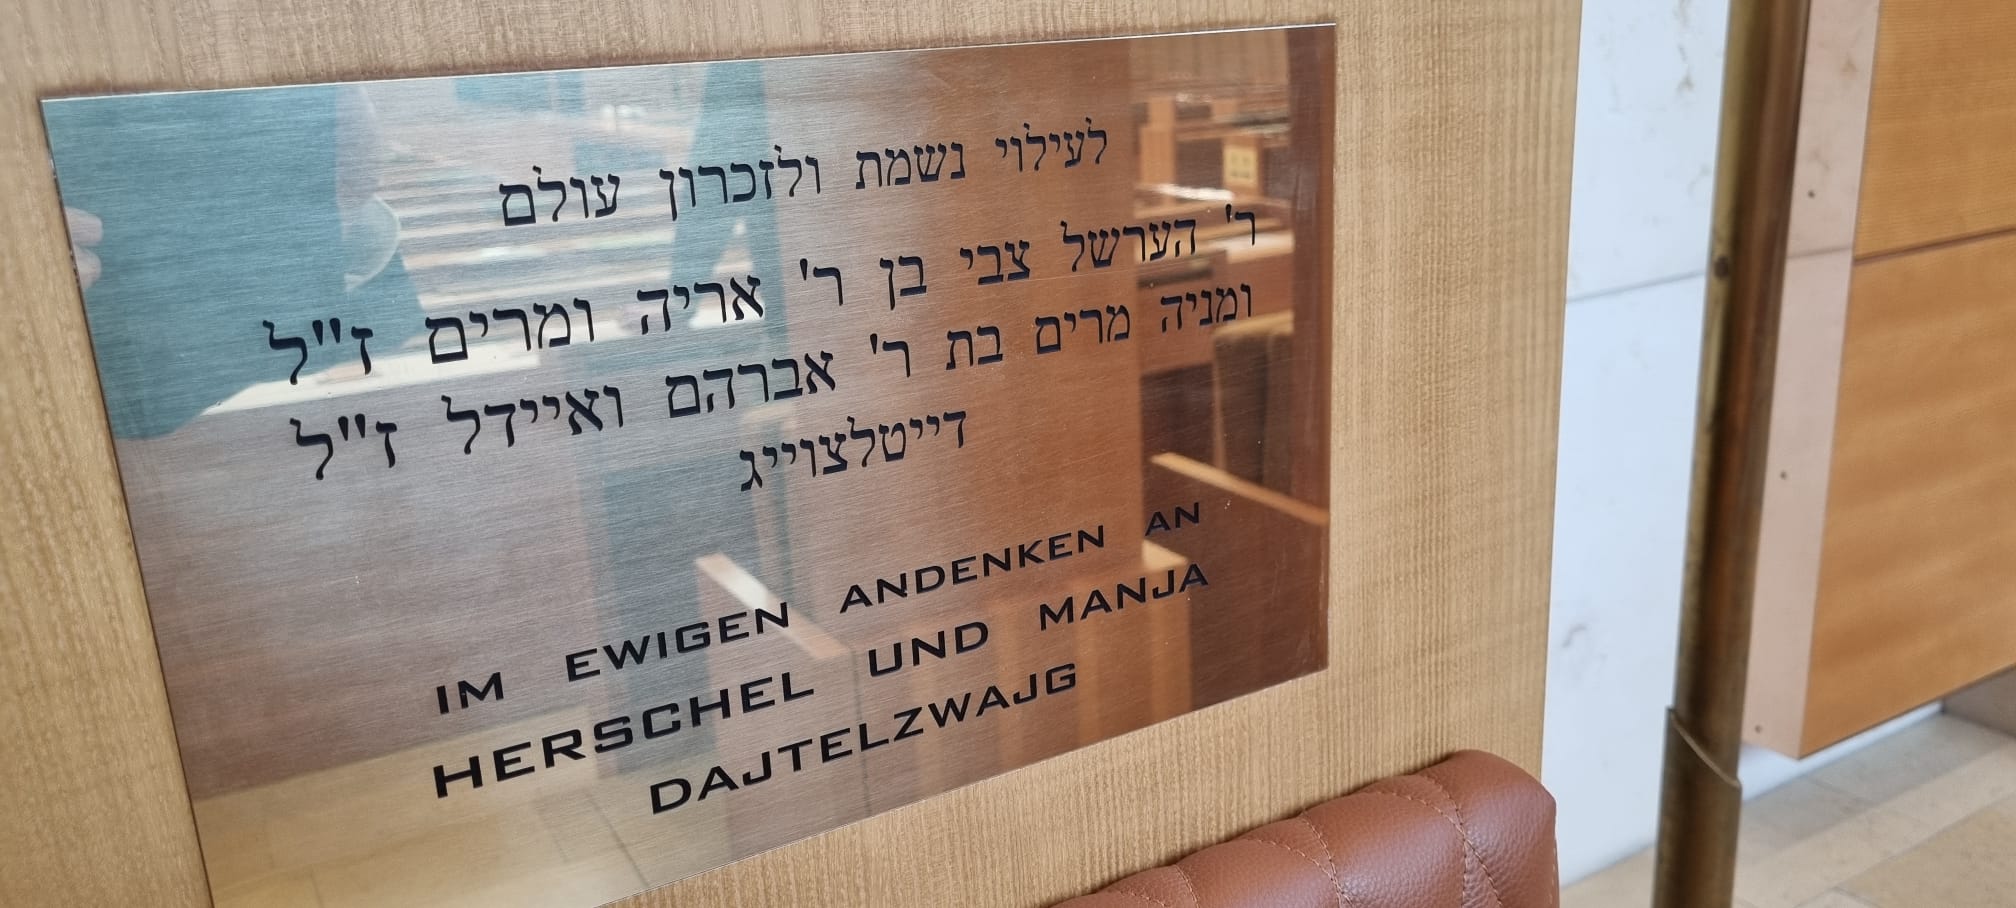 לעילוי נשמת ולזכרון עולם
ר' הערשל צבי בן ר' אריה ומרים ז"ל
ומניה מרים בת ר' אברהם ואיידל ז"ל
דייטלצווייג
IM EWIGEN ANDENKEN AN
HERSCHEL UND MANJA
DAJTELZWAJG